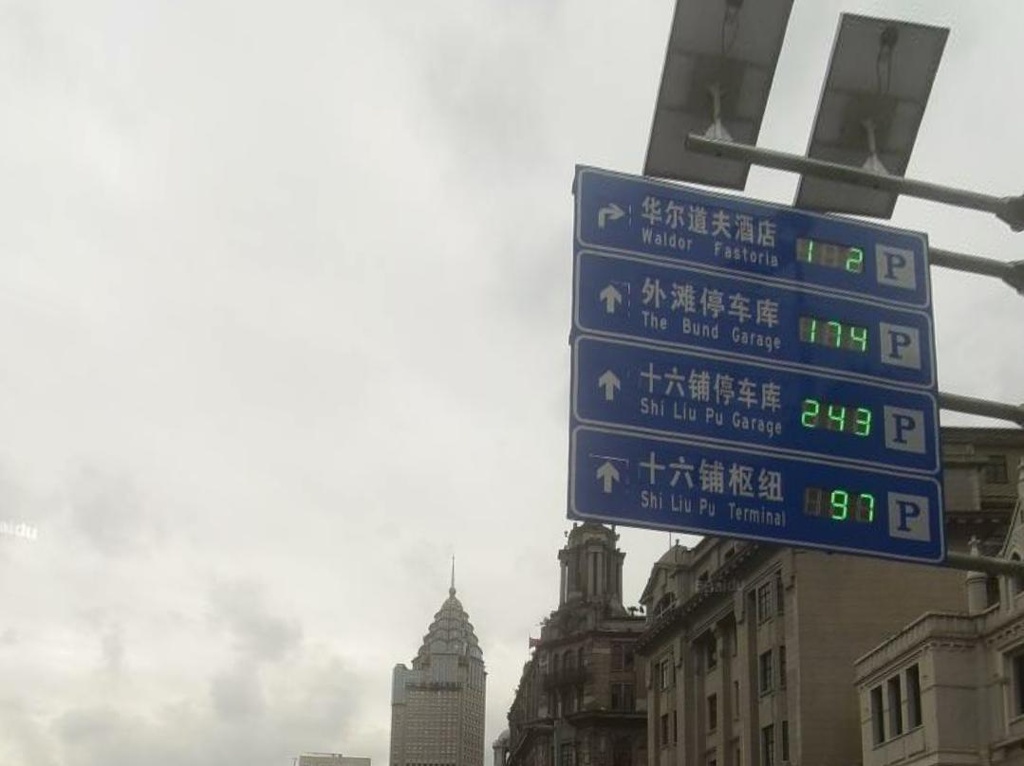 华尔道夫酒店
Waldor Fastoria
1 2
P
外滩停车库
The Bund Garage
174
P
十六铺停车库
Shi Liu Pu Garage
243
P
十六铺枢纽
Shi Liu Pu Terminal
97
P